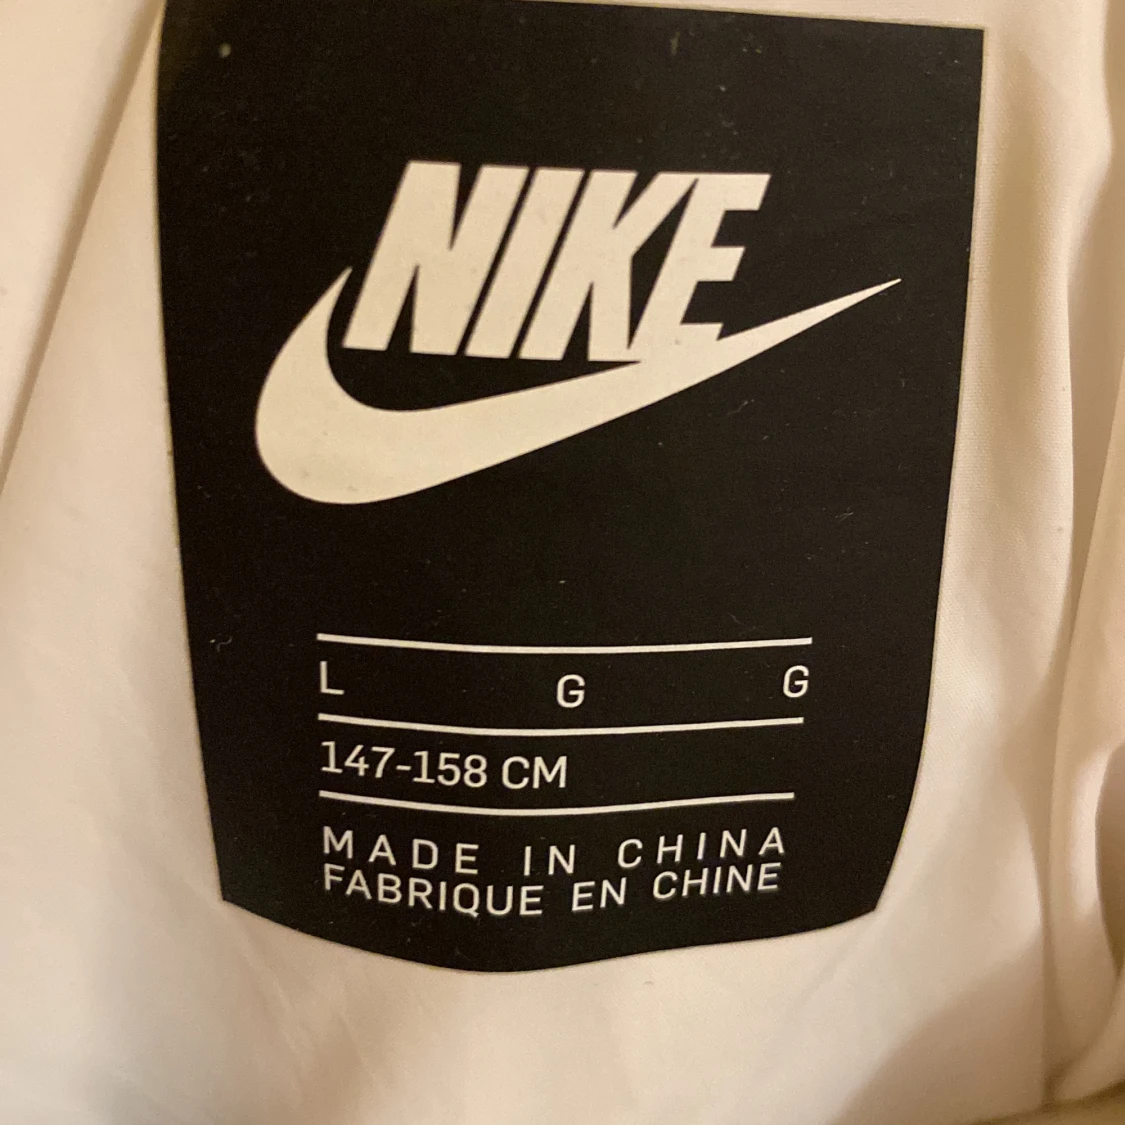 NIKE
L G G
147-158 CM
MADE IN CHINA
FABRIQUE EN CHINE